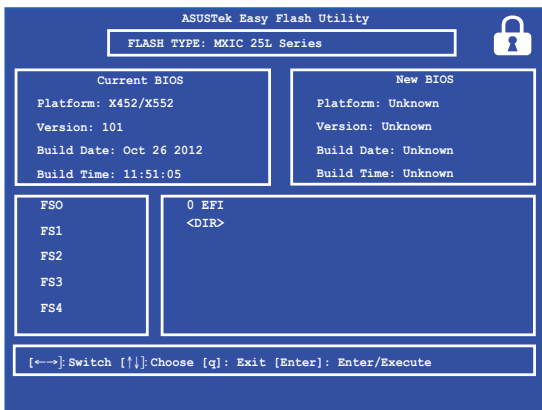 ASUSTek Easy Flash Utility
FLASH TYPE: MXIC 25L Series
Current BIOS
Platform: X452/X552
Version: 101
Build Date: Oct 26 2012
Build Time: 11:51:05
New BIOS
Platform: Unknown
Version: Unknown
Build Date: Unknown
Build Time: Unknown
FSO
FS1
FS2
FS3
FS4
0 EFI
<DIR>
[←→]: Switch [↑↓]: Choose [q]: Exit [Enter]: Enter/Execute